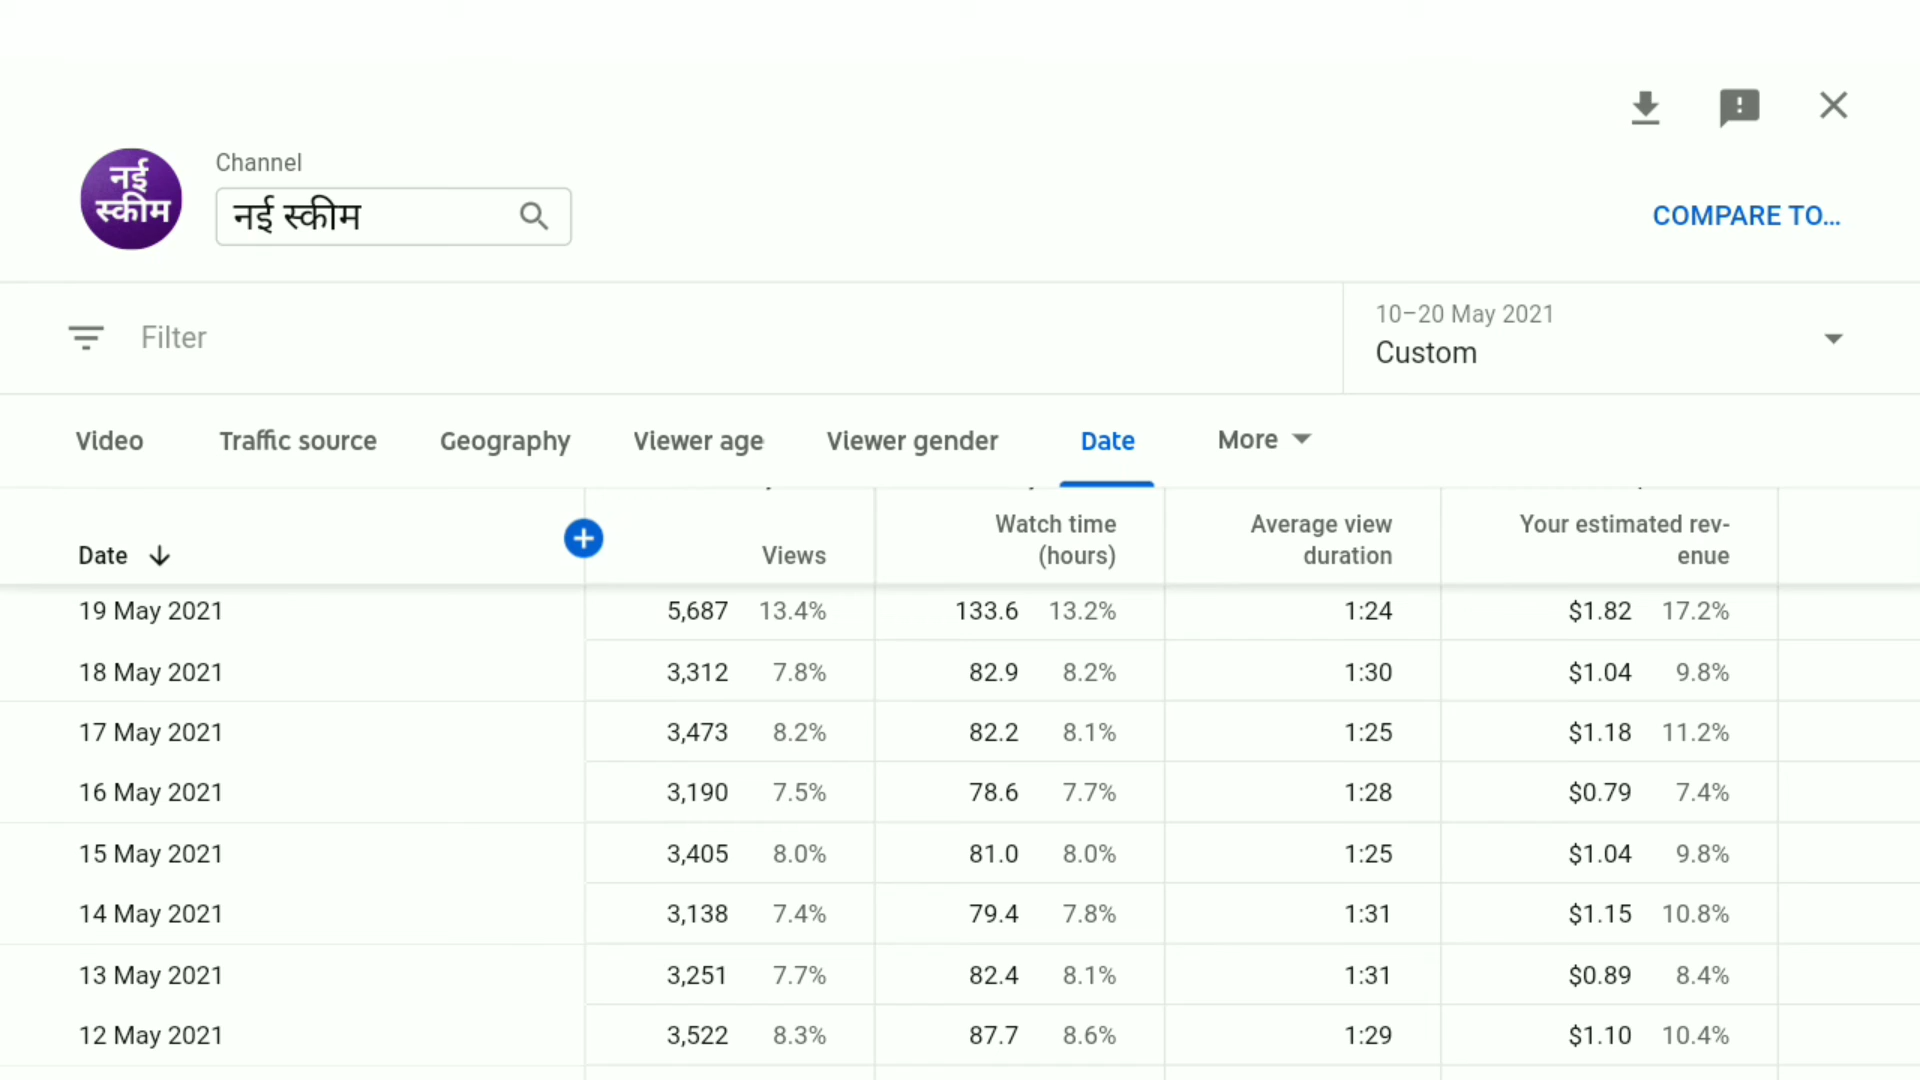 नई
स्कीम
Channel
नई स्कीम
COMPARE TO...
Filter
10–20 May 2021
Custom
Video Traffic source Geography Viewer age Viewer gender Date More
Date Views Watch time (hours) Average view duration Your estimated rev-enue
19 May 2021 5,687 13.4% 133.6 13.2% 1:24 $1.82 17.2%
18 May 2021 3,312 7.8% 82.9 8.2% 1:30 $1.04 9.8%
17 May 2021 3,473 8.2% 82.2 8.1% 1:25 $1.18 11.2%
16 May 2021 3,190 7.5% 78.6 7.7% 1:28 $0.79 7.4%
15 May 2021 3,405 8.0% 81.0 8.0% 1:25 $1.04 9.8%
14 May 2021 3,138 7.4% 79.4 7.8% 1:31 $1.15 10.8%
13 May 2021 3,251 7.7% 82.4 8.1% 1:31 $0.89 8.4%
12 May 2021 3,522 8.3% 87.7 8.6% 1:29 $1.10 10.4%